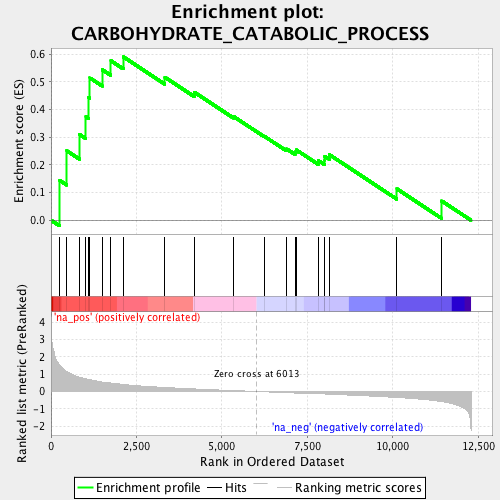 Enrichment plot:
CARBOHYDRATE_CATABOLIC_PROCESS
Enrichment score (ES)
0.6
0.5
0.4
0.3
0.2
0.1
0.0
'na_pos' (positively correlated)
Ranked list metric (PreRanked)
4
3
2
1
0
-1
-2
Zero cross at 6013
'na_neg' (negatively correlated)
0
2,500
5,000
7,500
10,000
12,500
Rank in Ordered Dataset
Enrichment profile
Hits
Ranking metric scores